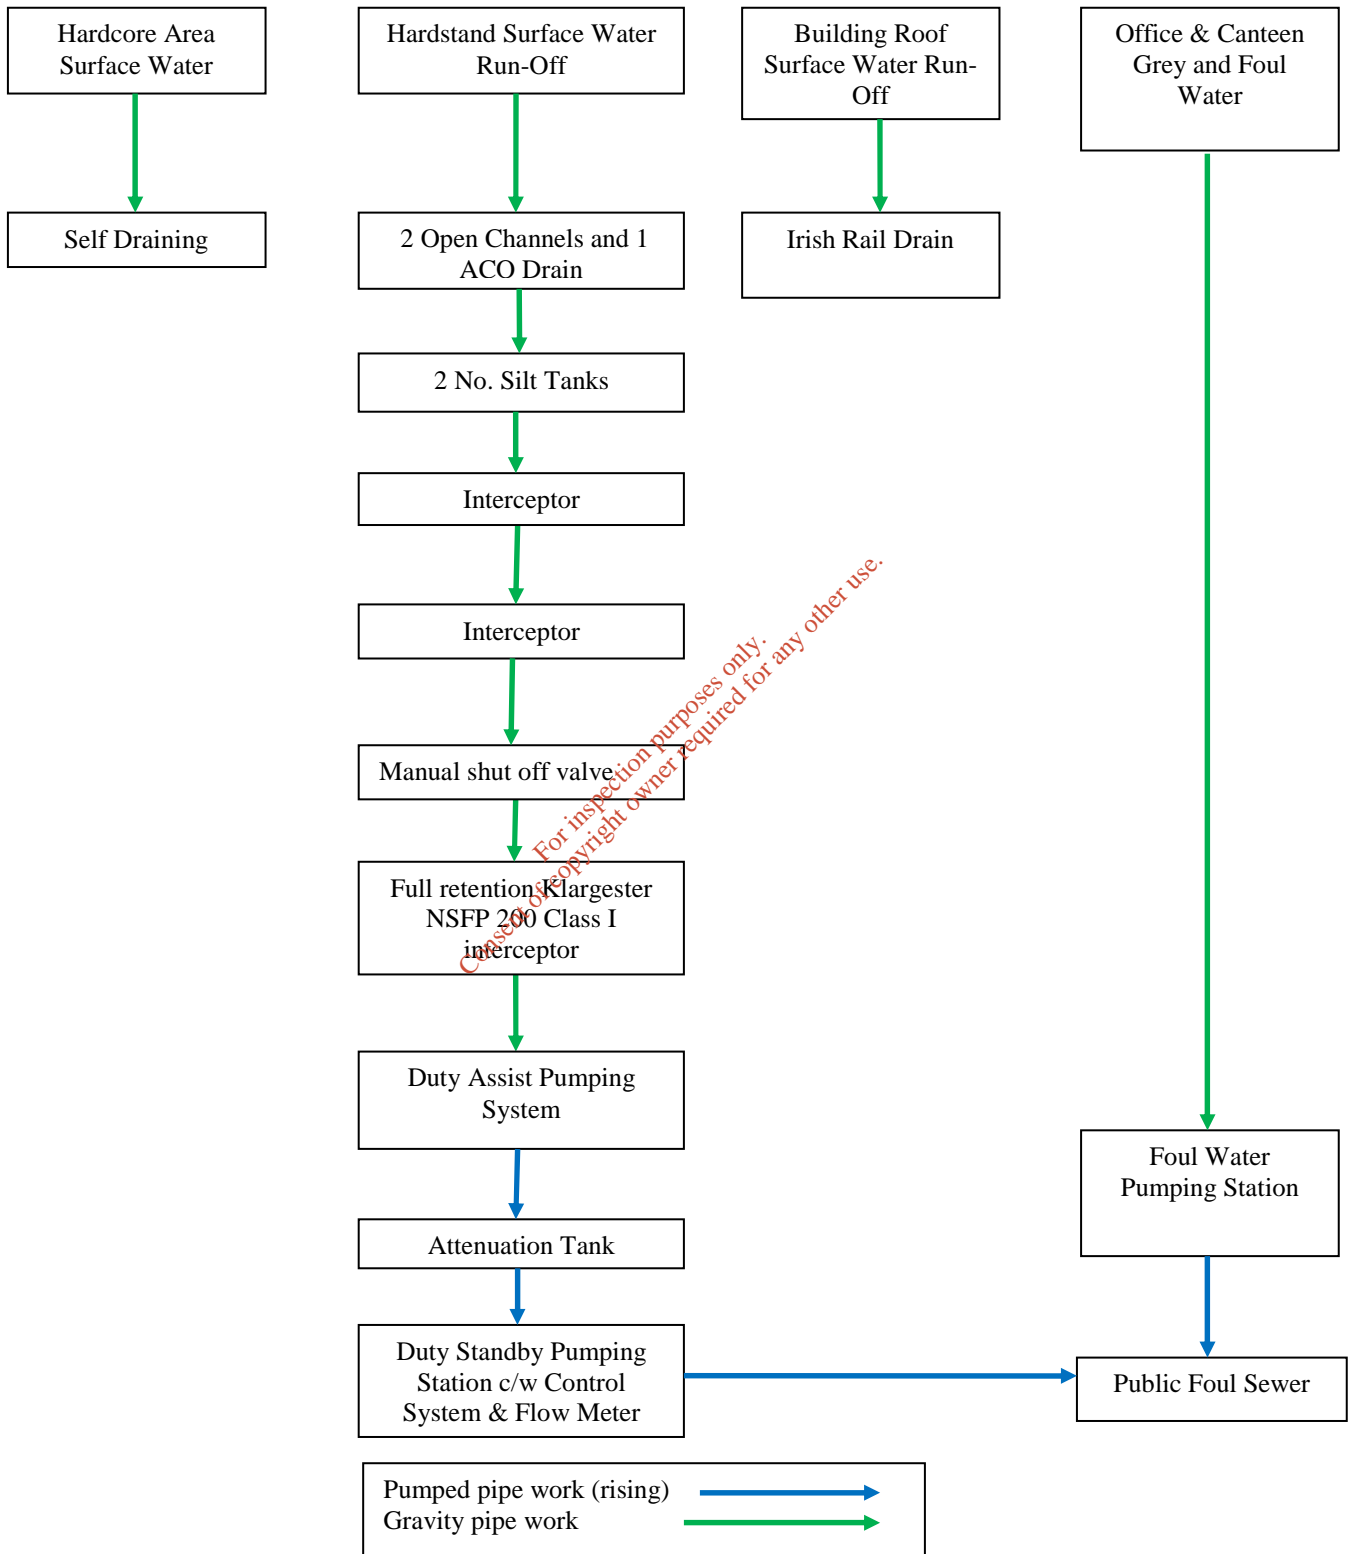 Hardcore Area
Surface Water
Hardstand Surface Water
Run-Off
Building Roof
Surface Water Run-
Off
Office & Canteen
Grey and Foul
Water
Self Draining
2 Open Channels and 1
ACO Drain
Irish Rail Drain
2 No. Silt Tanks
Interceptor
Interceptor
Manual shut off valve
Full retention Klargester
NSFP 200 Class I
interceptor
For inspection purposes only.
Consent of copyright owner required for any other use.
Duty Assist Pumping
System
Foul Water
Pumping Station
Attenuation Tank
Duty Standby Pumping
Station c/w Control
System & Flow Meter
Public Foul Sewer
Pumped pipe work (rising)
Gravity pipe work